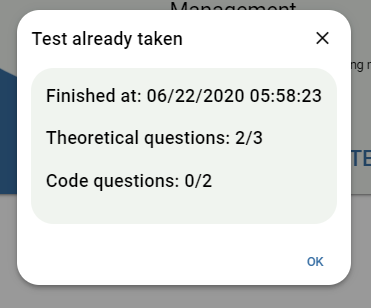 Management
Test already taken
Finished at: 06/22/2020 05:58:23
Theoretical questions: 2/3
Code questions: 0/2
OK